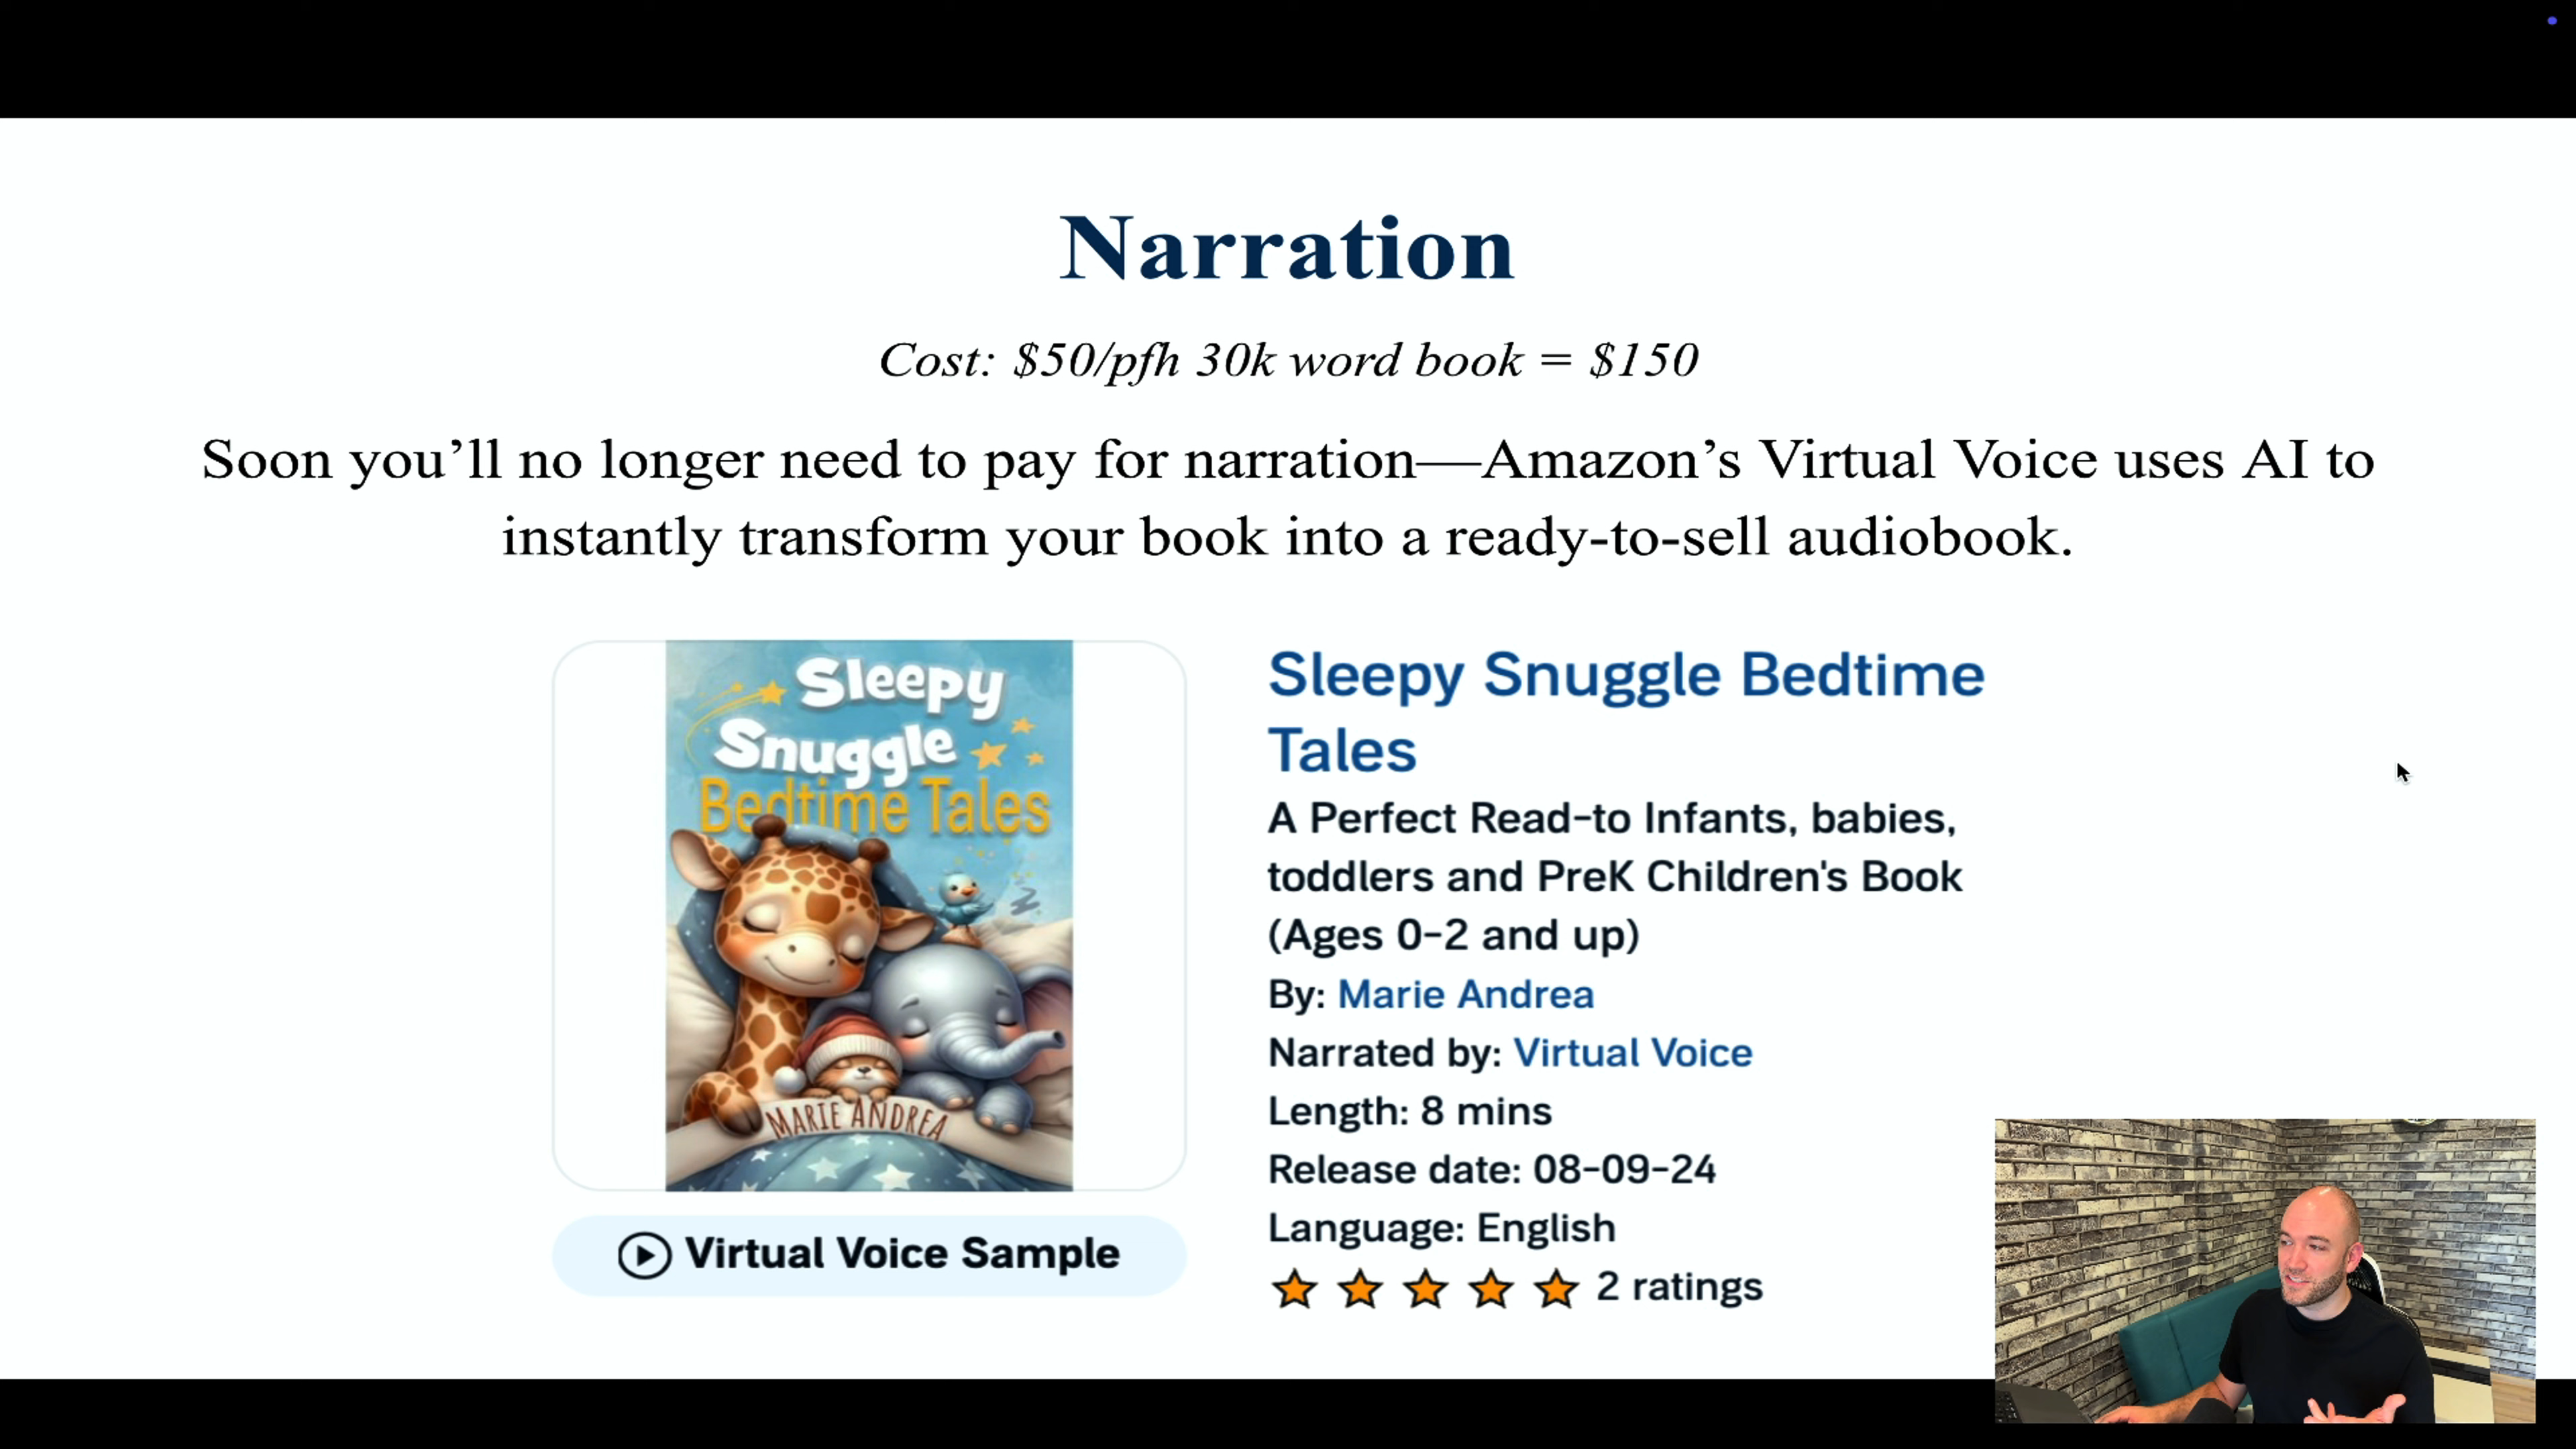 Narration
Cost: $50/pfh 30k word book = $150
Soon you’ll no longer need to pay for narration—Amazon’s Virtual Voice uses AI to
instantly transform your book into a ready-to-sell audiobook.
Sleepy
Snuggle
Bedtime Tales
MARIE ANDREA
Virtual Voice Sample
Sleepy Snuggle Bedtime
Tales
A Perfect Read-to Infants, babies,
toddlers and PreK Children's Book
(Ages 0-2 and up)
By: Marie Andrea
Narrated by: Virtual Voice
Length: 8 mins
Release date: 08-09-24
Language: English
2 ratings